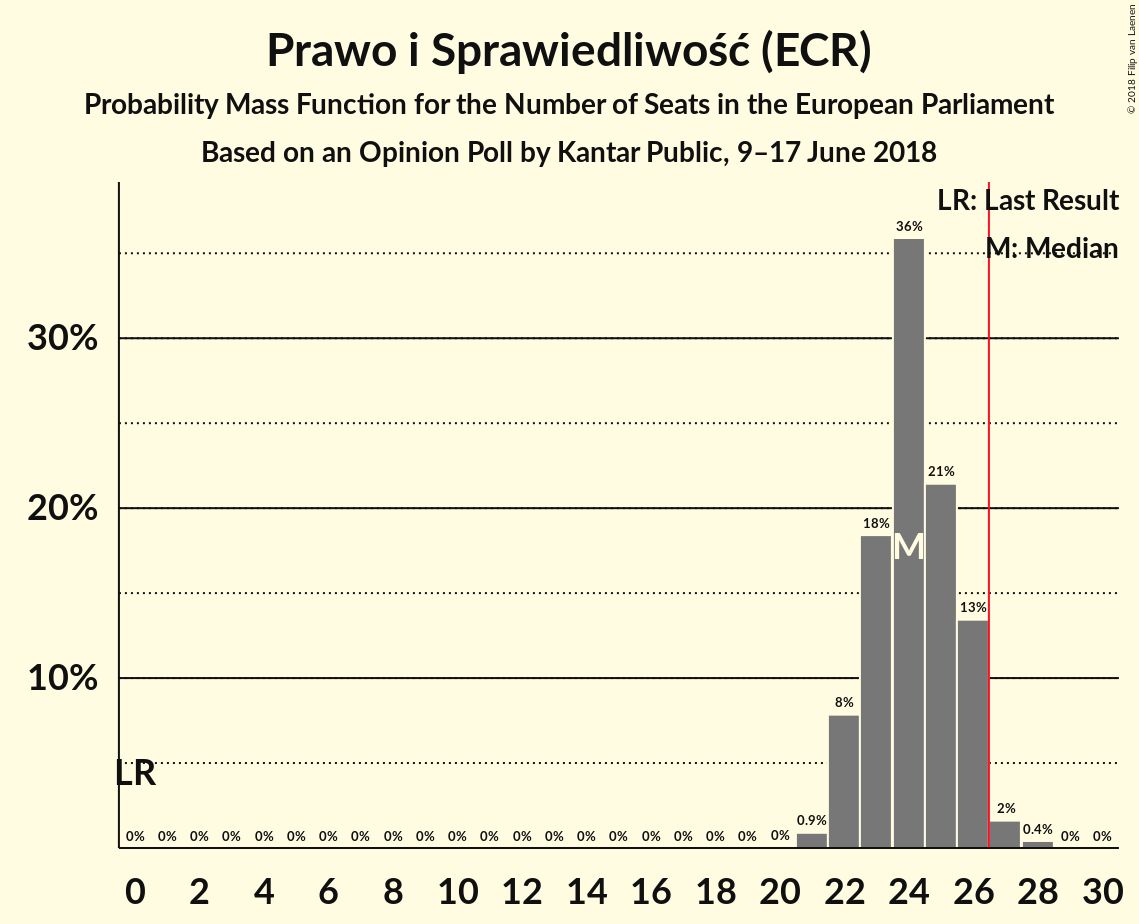 Prawo i Sprawiedliwość (ECR)
Probability Mass Function for the Number of Seats in the European Parliament
Based on an Opinion Poll by Kantar Public, 9–17 June 2018
© 2018 Filip van Laenen
LR: Last Result
M: Median
36%
30%
21%
20%
18%
M
13%
10%
8%
LR
2%
0% 0% 0% 0% 0% 0% 0% 0% 0% 0% 0% 0% 0% 0% 0% 0% 0% 0% 0% 0% 0% 0.9% 0.4% 0% 0%
0 2 4 6 8 10 12 14 16 18 20 22 24 26 28 30